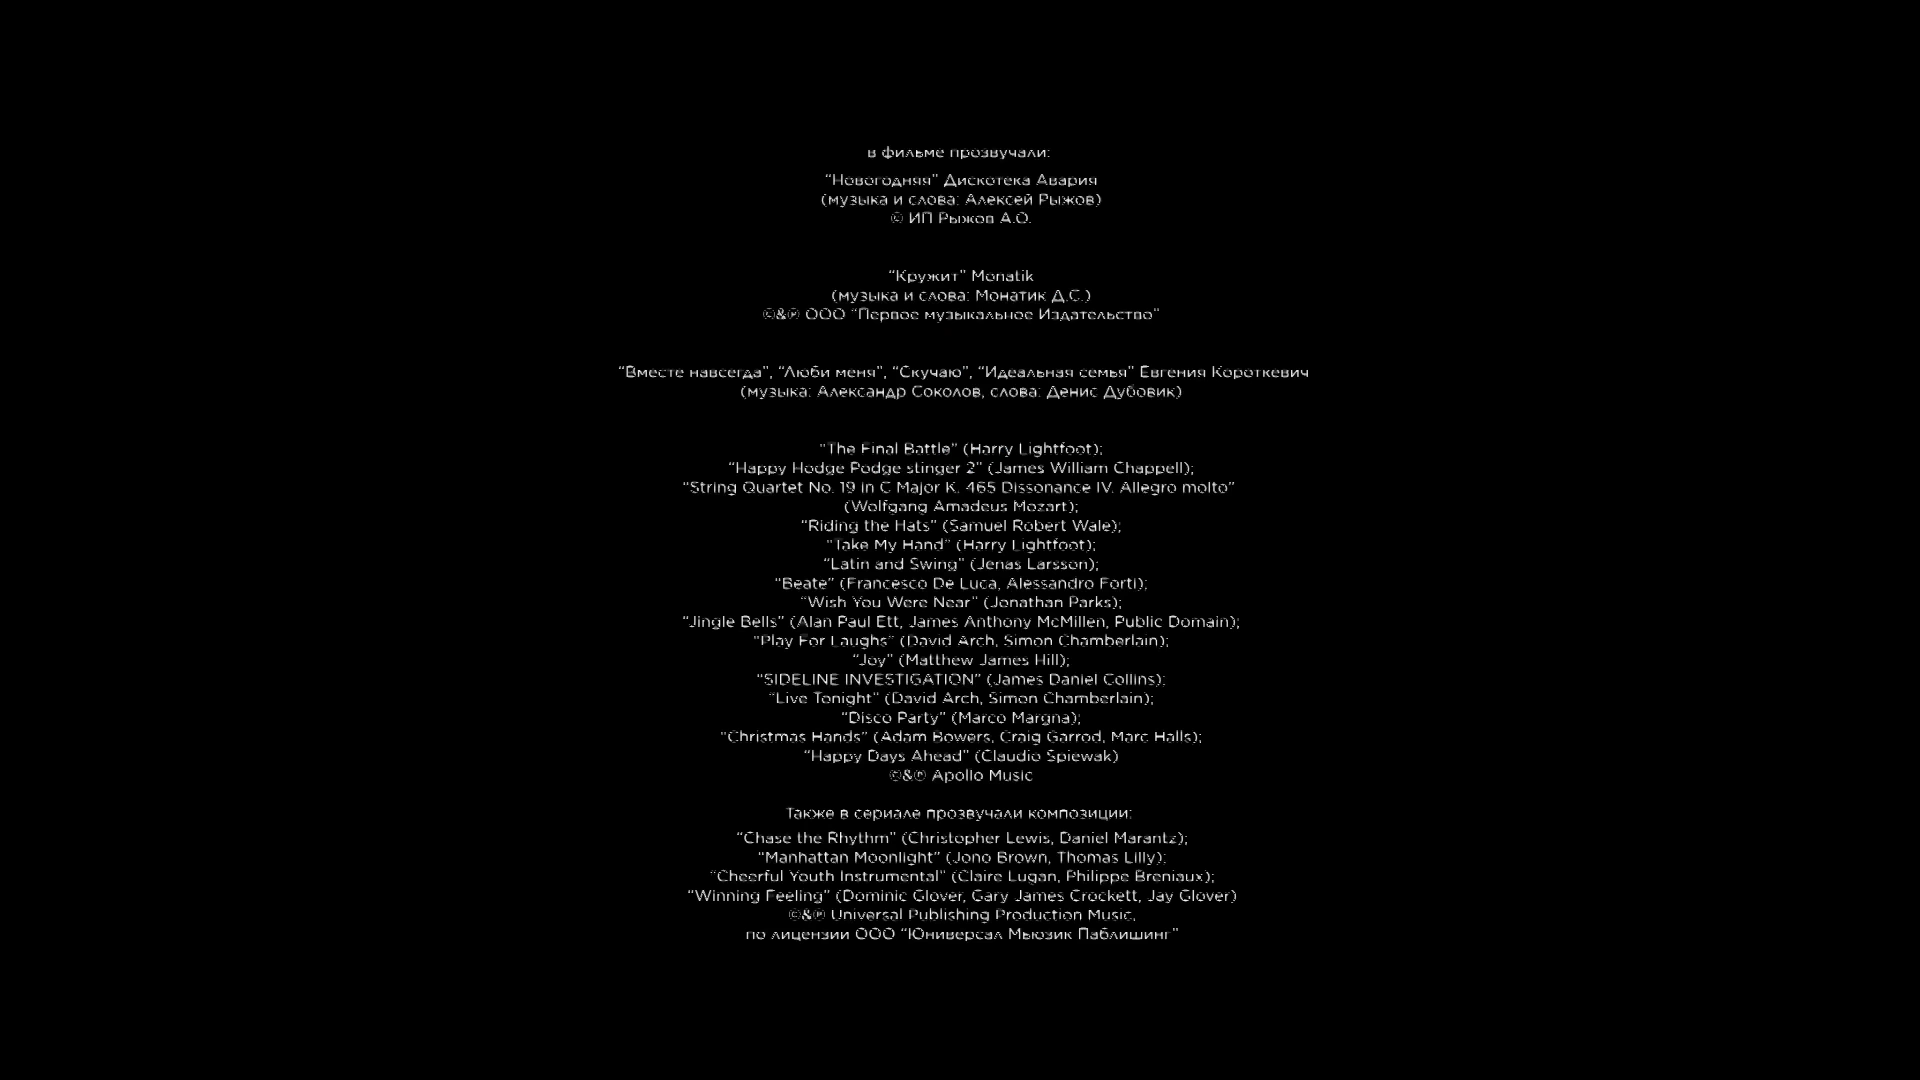 в фильме прозвучали:
“Новогодняя” Дискотека Авария
(музыка и слова: Алексей Рыжов)
© ИП Рыжов А.О.
“Кружит” Monatik
(музыка и слова: Монатик Д.С.)
©&℗ ООО “Первое музыкальное Издательство”
“Вместе навсегда”, “Люби меня”, “Скучаю”, “Идеальная семья” Евгения Короткевич
(музыка: Александр Соколов, слова: Денис Дубовик)
“The Final Battle” (Harry Lightfoot);
“Happy Hodge Podge stinger 2” (James William Chappell);
“String Quartet No. 19 in C Major K. 465 Dissonance IV. Allegro molto”
(Wolfgang Amadeus Mozart);
“Riding the Hats” (Samuel Robert Wale);
“Take My Hand” (Harry Lightfoot);
“Latin and Swing” (Jenas Larsson);
“Beate” (Francesco De Luca, Alessandro Forti);
“Wish You Were Near” (Jonathan Parks);
“Jingle Bells” (Alan Paul Ett, James Anthony McMillen, Public Domain);
“Play For Laughs” (David Arch, Simon Chamberlain);
“Joy” (Matthew James Hill);
“SIDELINE INVESTIGATION” (James Daniel Collins);
“Live Tonight” (David Arch, Simon Chamberlain);
“Disco Party” (Marco Margna);
“Christmas Hands” (Adam Bowers, Craig Garrod, Marc Halls);
“Happy Days Ahead” (Claudio Spiewak)
©&℗ Apollo Music
Также в сериале прозвучали композиции:
“Chase the Rhythm” (Christopher Lewis, Daniel Marantz);
“Manhattan Moonlight” (Jono Brown, Thomas Lilly);
“Cheerful Youth Instrumental” (Claire Lugan, Philippe Breniaux);
“Winning Feeling” (Dominic Glover, Gary James Crockett, Jay Glover)
©&℗ Universal Publishing Production Music,
по лицензии ООО “Юниверсал Мьюзик Паблишинг”